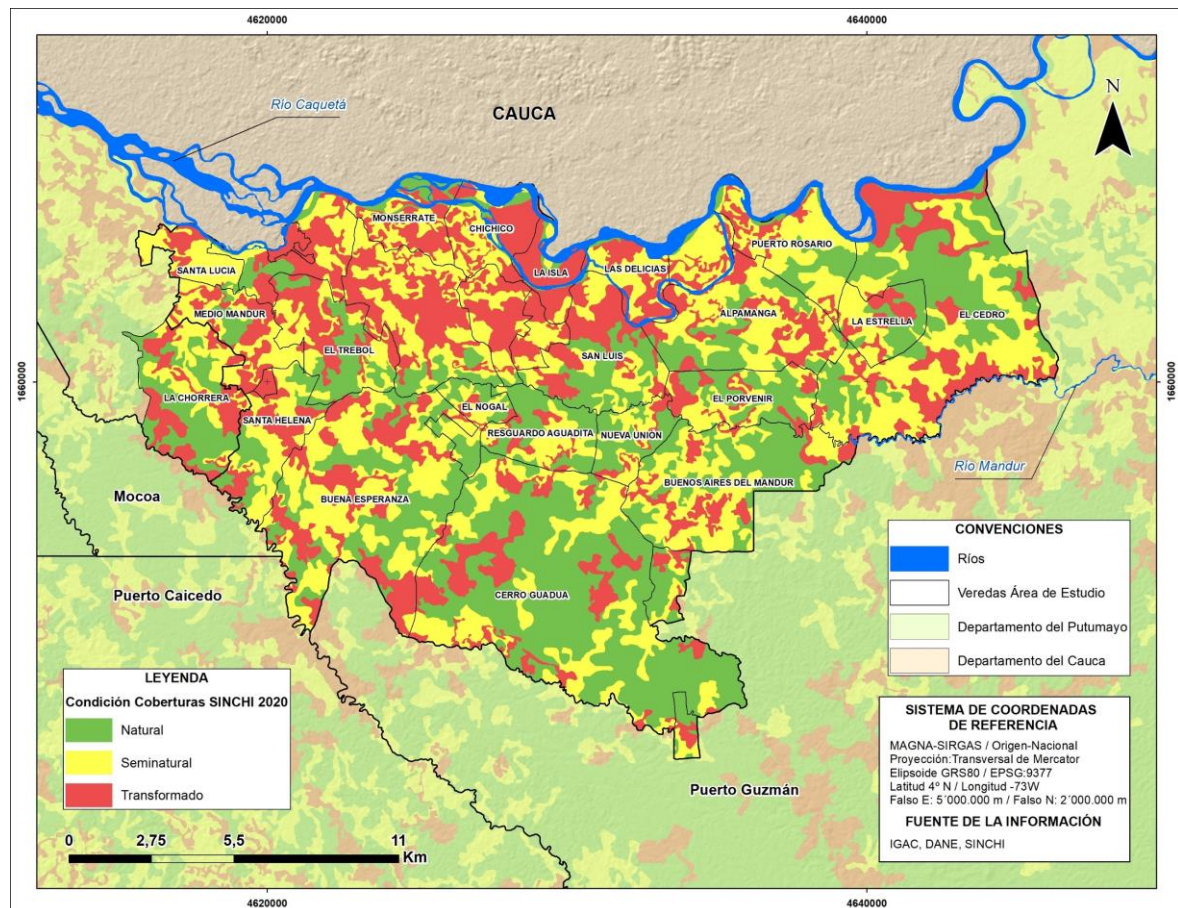 4620000
4640000
Río Caquetá
CAUCA
N
MONSERRATE
CHICHICO
PUERTO ROSARIO
SANTA LUCIA
LA ISLA
LAS DELICIAS
MEDIO MANDUR
ALPAMANGA
LA ESTRELLA
EL CEDRO
EL TREBOL
SAN LUIS
1660000
1660000
LA CHORRERA
EL PORVENIR
SANTA HELENA
EL NOGAL
RESGUARDO AGUADITA
NUEVA UNIÓN
Río Mandur
Mocoa
BUENA ESPERANZA
BUENOS AIRES DEL MANDUR
Puerto Caicedo
CERRO GUADUA
Puerto Guzmán
CONVENCIONES
Ríos
Veredas Área de Estudio
Departamento del Putumayo
Departamento del Cauca
LEYENDA
Condición Coberturas SINCHI 2020
Natural
Seminatural
Transformado
0 2,75 5,5 11
Km
SISTEMA DE COORDENADAS
DE REFERENCIA
MAGNA-SIRGAS / Origen-Nacional
Proyección:Transversal de Mercator
Elipsoide GRS80 / EPSG:9377
Latitud 4º N / Longitud -73W
Falso E: 5´000.000 m / Falso N: 2´000.000 m
FUENTE DE LA INFORMACIÓN
IGAC, DANE, SINCHI
4620000
4640000